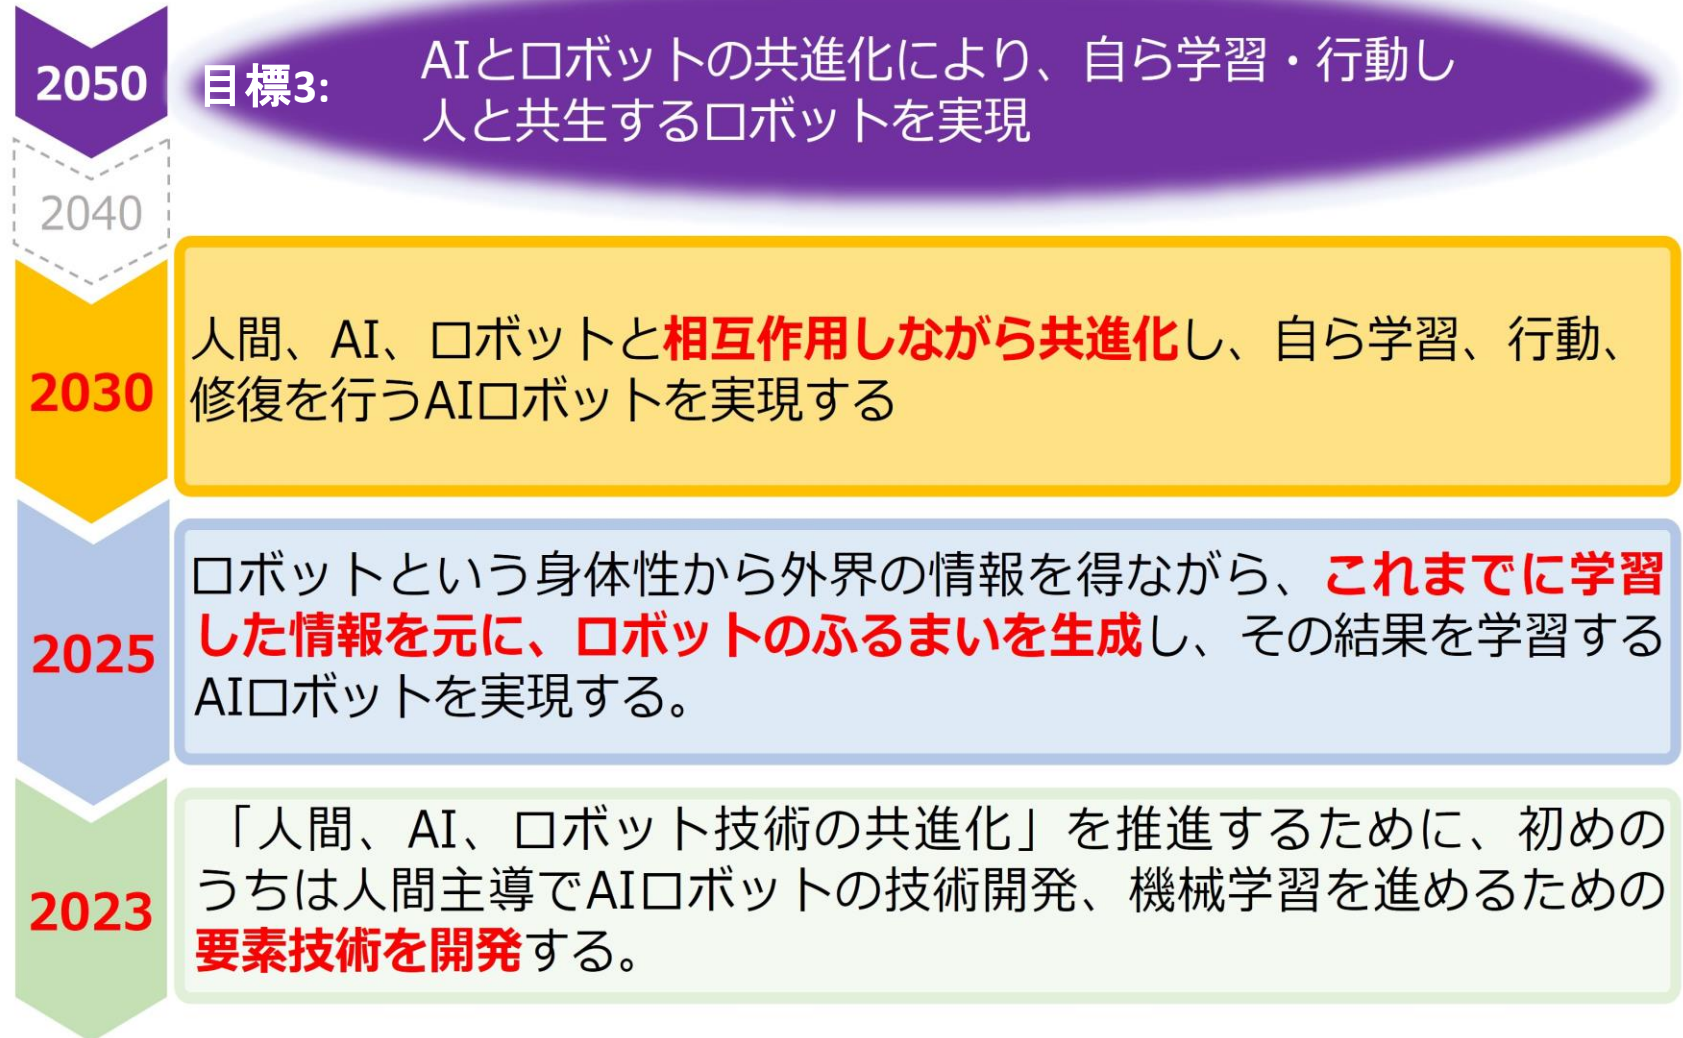 2050
目標3:
AIとロボットの共進化により、自ら学習・行動し
人と共生するロボットを実現
2040
2030
人間、AI、ロボットと相互作用しながら共進化し、自ら学習、行動、
修復を行うAIロボットを実現する
2025
ロボットという身体性から外界の情報を得ながら、これまでに学習
した情報を元に、ロボットのふるまいを生成し、その結果を学習する
AIロボットを実現する。
2023
「人間、AI、ロボット技術の共進化」を推進するために、初めの
うちは人間主導でAIロボットの技術開発、機械学習を進めるための
要素技術を開発する。